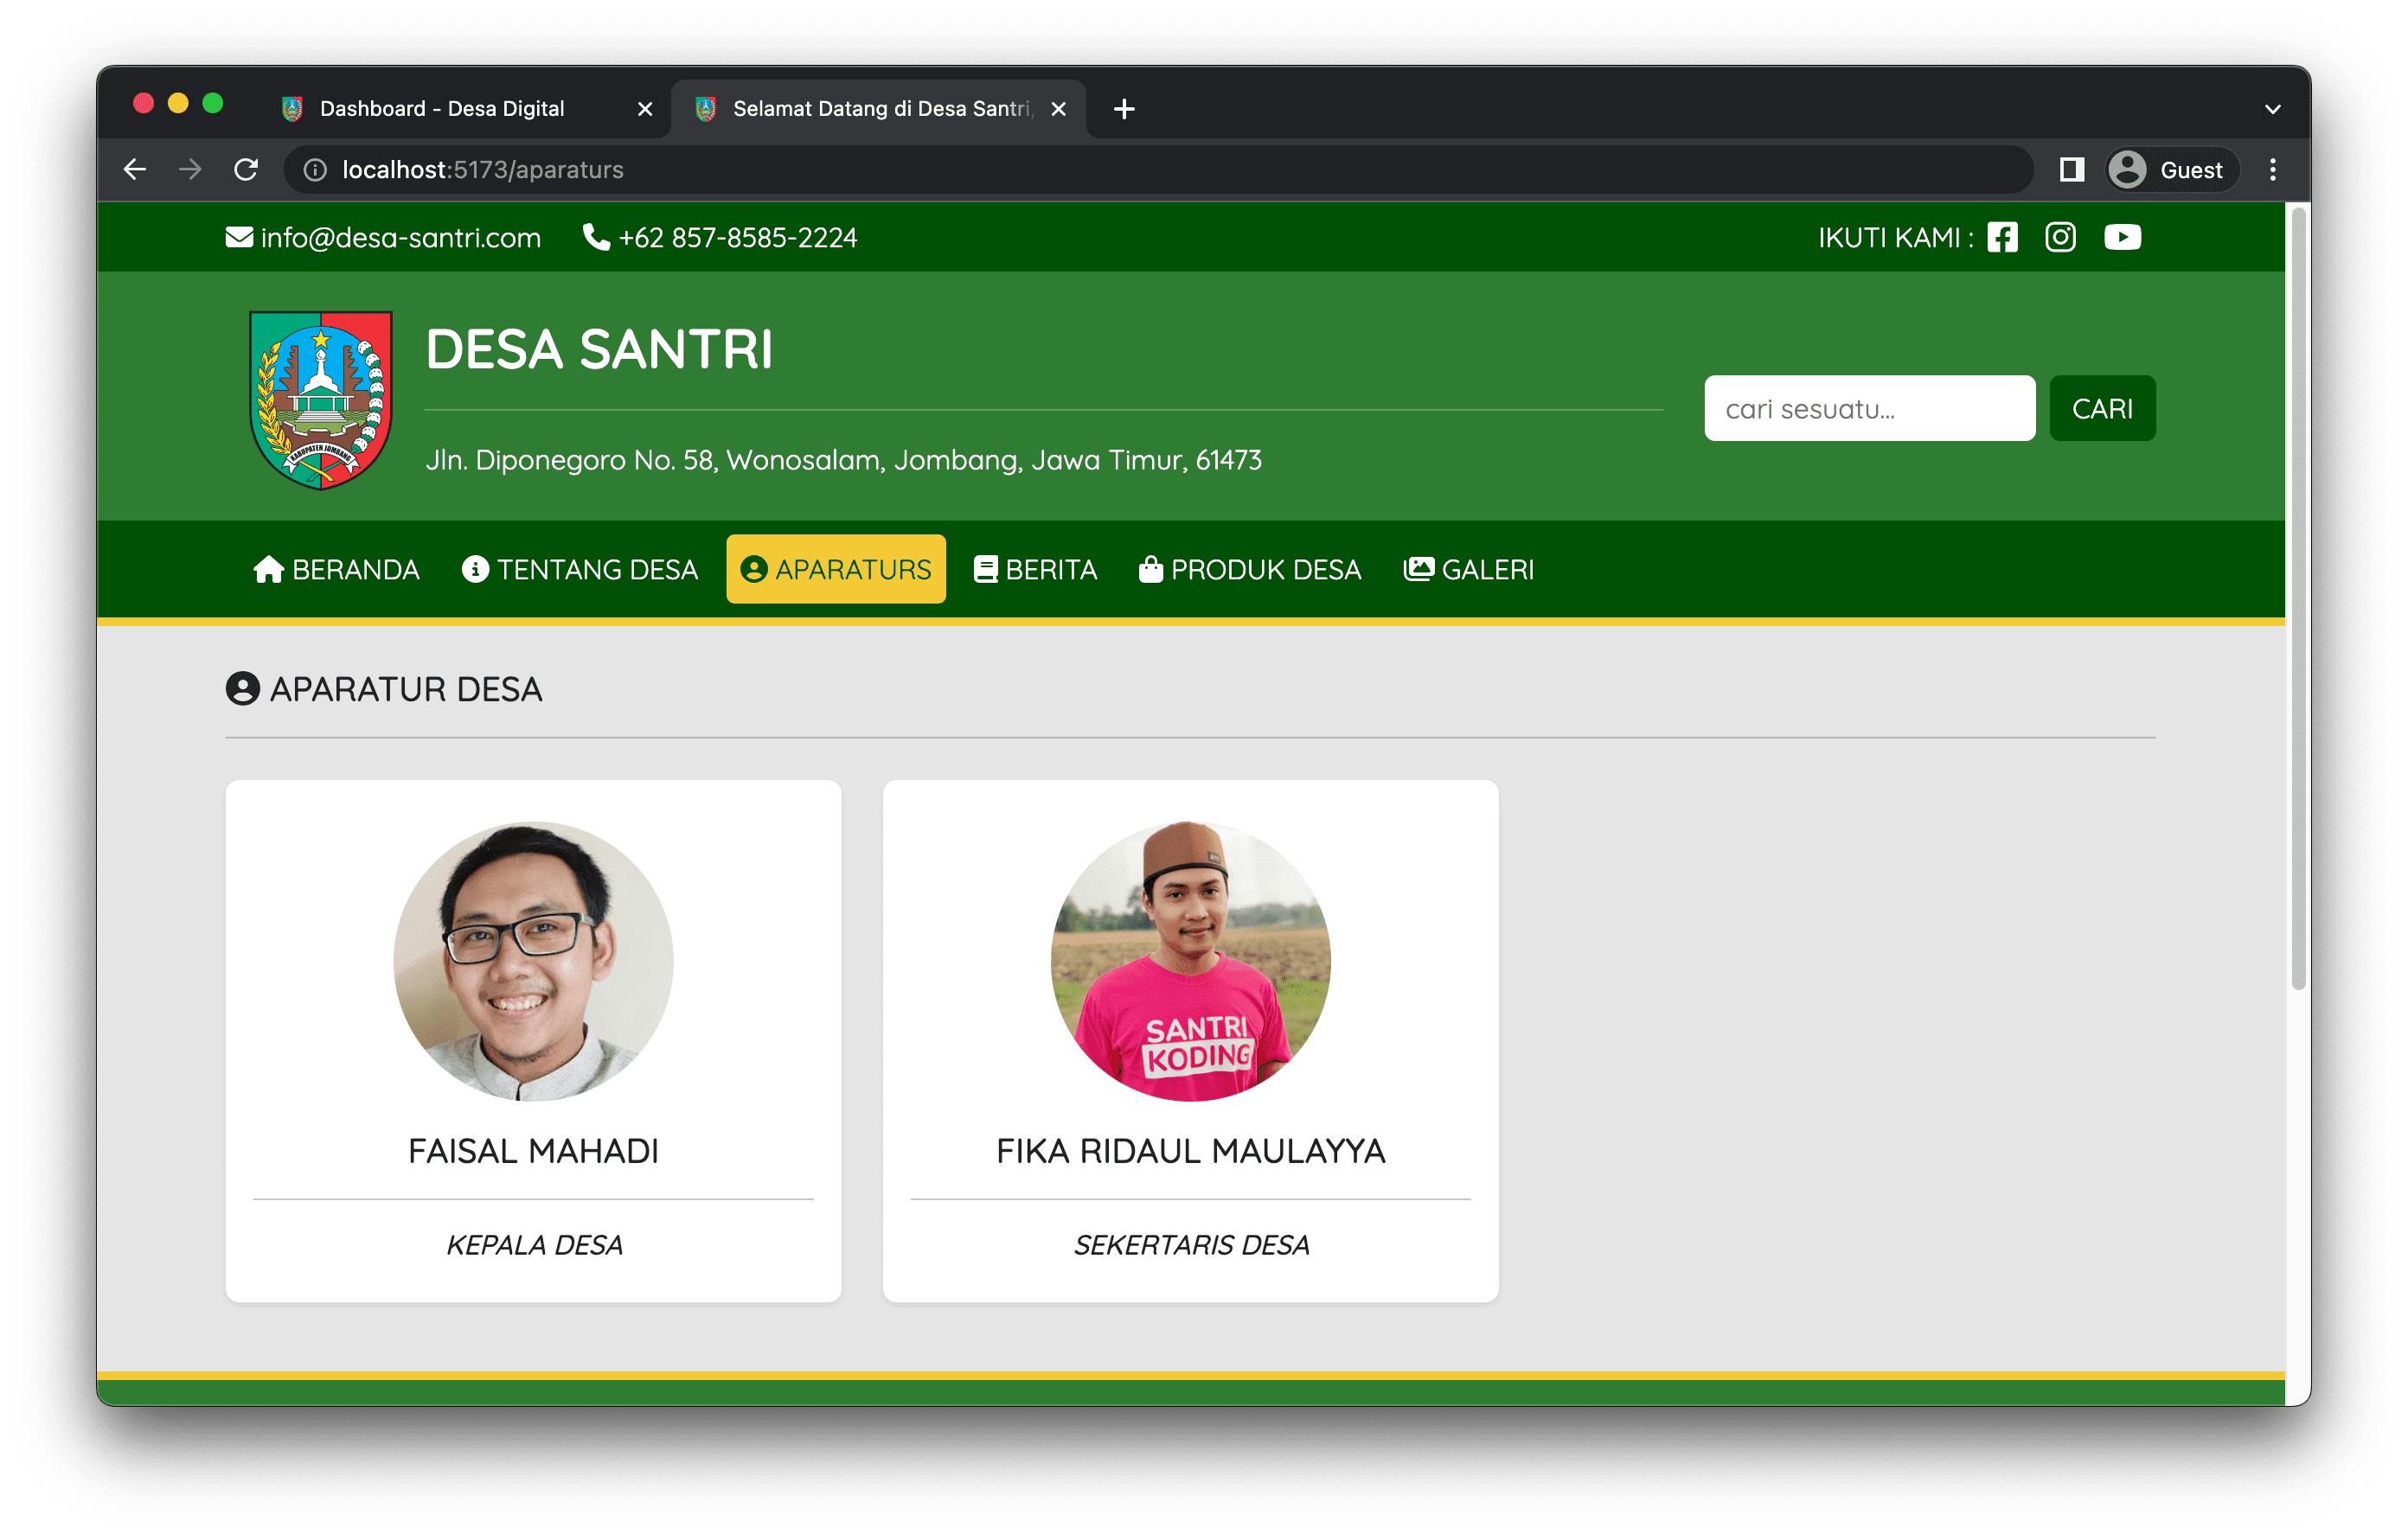 Dashboard - Desa Digital
Selamat Datang di Desa Santri,
localhost:5173/aparaturs
Guest
info@desa-santri.com +62 857-8585-2224
IKUTI KAMI :
DESA SANTRI
KABUPATEN JOMBANG
cari sesuatu...
CARI
Jln. Diponegoro No. 58, Wonosalam, Jombang, Jawa Timur, 61473
BERANDA TENTANG DESA APARATURS BERITA PRODUK DESA GALERI
APARATUR DESA
SANTRI
KODING
FAISAL MAHADI
KEPALA DESA
FIKA RIDAUL MAULAYYA
SEKERTARIS DESA